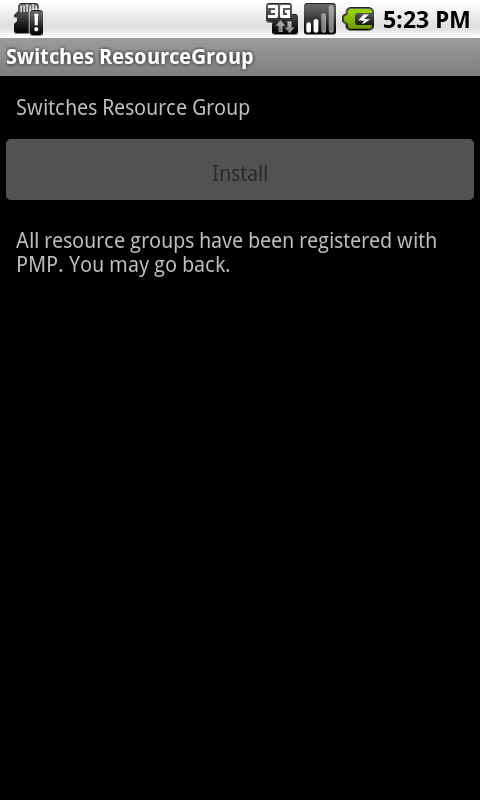 3G 5:23 PM
Switches ResourceGroup
Switches Resource Group
Install
All resource groups have been registered with
PMP. You may go back.